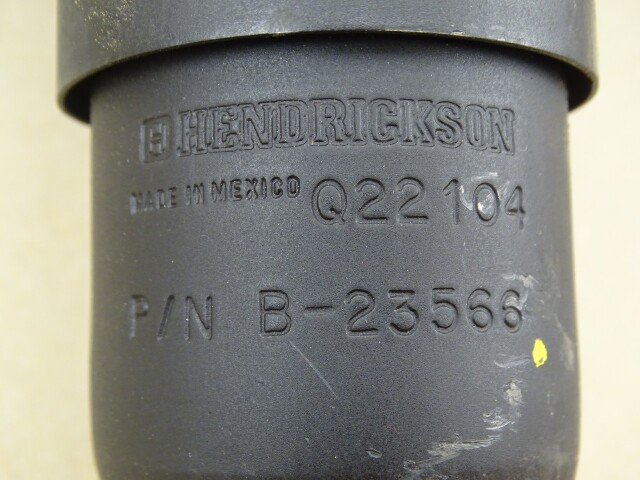 HENDRICKSON
MADE IN MEXICO Q22104
P/N B-23566